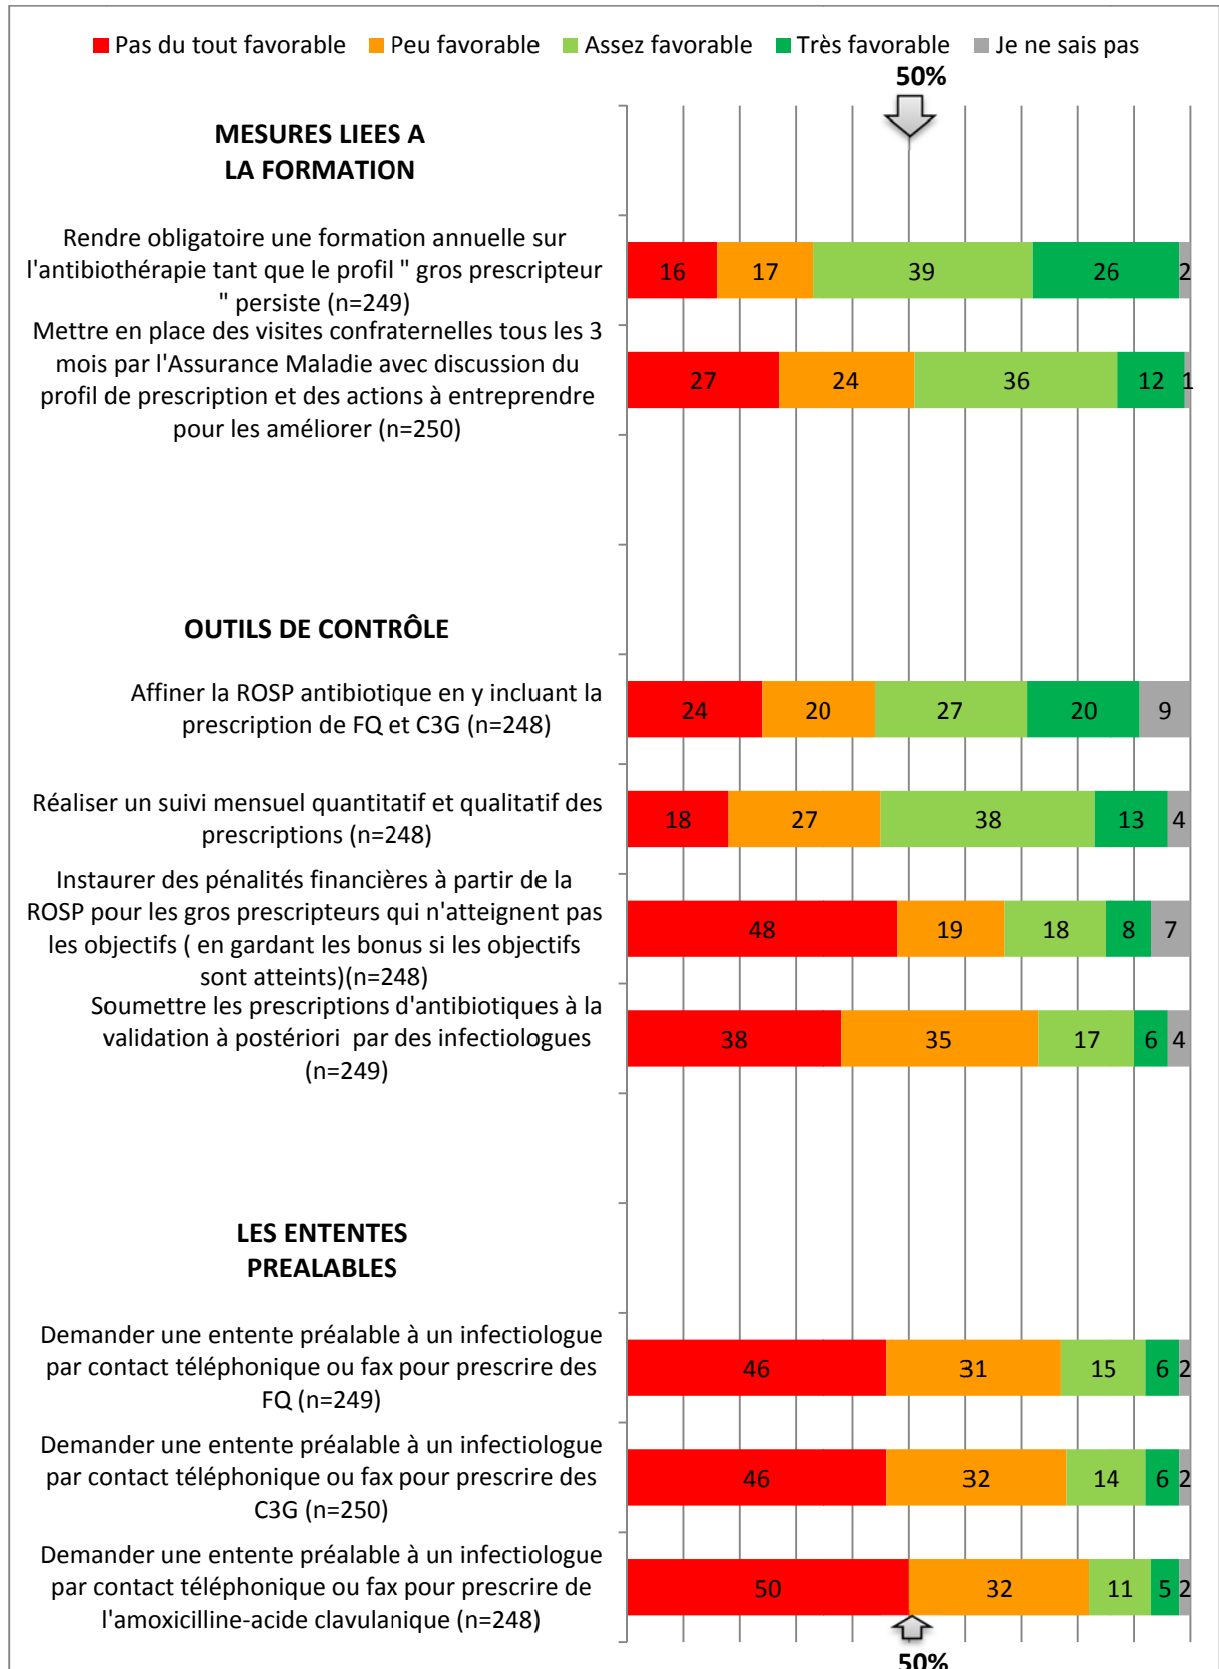 Pas du tout favorable Peu favorable Assez favorable Très favorable Je ne sais pas
50%
MESURES LIEES A
LA FORMATION
Rendre obligatoire une formation annuelle sur
l'antibiothérapie tant que le profil " gros prescripteur
" persiste (n=249)
16 17 39 26 2
Mettre en place des visites confraternelles tous les 3
mois par l'Assurance Maladie avec discussion du
profil de prescription et des actions à entreprendre
pour les améliorer (n=250)
27 24 36 12 1
OUTILS DE CONTRÔLE
Affiner la ROSP antibiotique en y incluant la
prescription de FQ et C3G (n=248)
24 20 27 20 9
Réaliser un suivi mensuel quantitatif et qualitatif des
prescriptions (n=248)
18 27 38 13 4
Instaurer des pénalités financières à partir de la
ROSP pour les gros prescripteurs qui n'atteignent pas
les objectifs ( en gardant les bonus si les objectifs
sont atteints)(n=248)
48 19 18 8 7
Soumettre les prescriptions d'antibiotiques à la
validation à postériori par des infectiologues
(n=249)
38 35 17 6 4
LES ENTENTES
PREALABLES
Demander une entente préalable à un infectiologue
par contact téléphonique ou fax pour prescrire des
FQ (n=249)
46 31 15 6 2
Demander une entente préalable à un infectiologue
par contact téléphonique ou fax pour prescrire des
C3G (n=250)
46 32 14 6 2
Demander une entente préalable à un infectiologue
par contact téléphonique ou fax pour prescrire de
l'amoxicilline-acide clavulanique (n=248)
50 32 11 5 2
50%